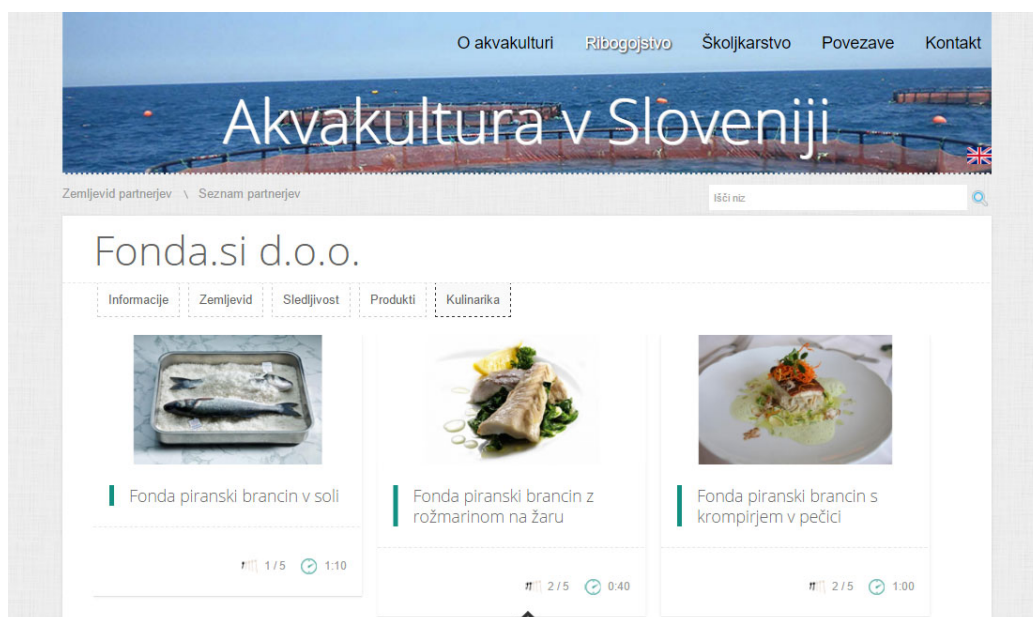 O akvakulturi Ribogojstvo Školjkarstvo Povezave Kontakt
Akvakultura v Sloveniji
Zemljevid partnerjev \ Seznam partnerjev
Išči niz
Fonda.si d.o.o.
Informacije Zemljevid Sledljivost Produkti Kulinarika
Fonda piranski brancin v soli
1 / 5 1:10
Fonda piranski brancin z
rožmarinom na žaru
2 / 5 0:40
Fonda piranski brancin s
krompirjem v pečici
2 / 5 1:00